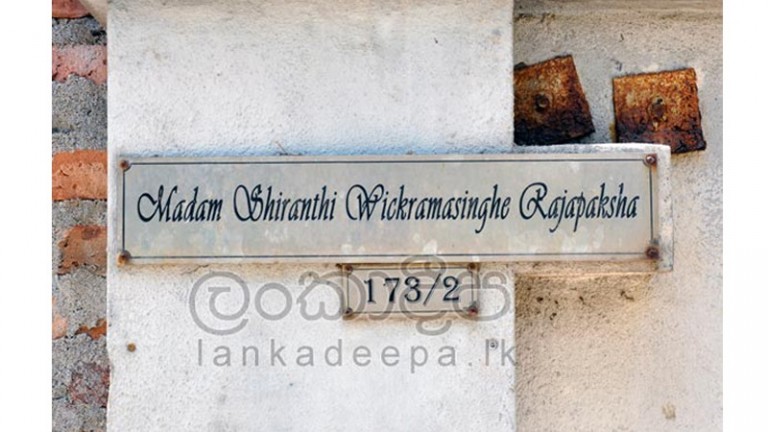 Madam Shiranthi Wickramasinghe Rajapaksha
173/2
ලංකාදීප
lankadeepa.lk